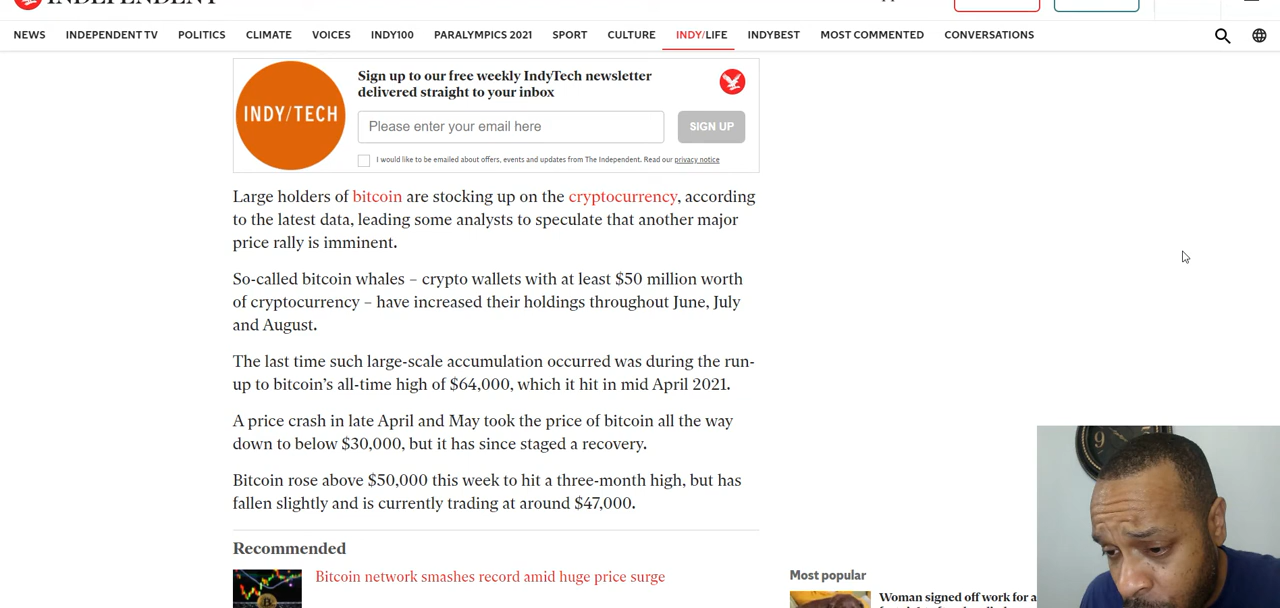 INDEPENDENT
NEWS INDEPENDENT TV POLITICS CLIMATE VOICES INDY100 PARALYMPICS 2021 SPORT CULTURE INDY/LIFE INDYBEST MOST COMMENTED CONVERSATIONS
INDY/TECH
Sign up to our free weekly IndyTech newsletter
delivered straight to your inbox
Please enter your email here
SIGN UP
I would like to be emailed about offers, events and updates from The Independent. Read our privacy notice
Large holders of bitcoin are stocking up on the cryptocurrency, according
to the latest data, leading some analysts to speculate that another major
price rally is imminent.
So-called bitcoin whales – crypto wallets with at least $50 million worth
of cryptocurrency – have increased their holdings throughout June, July
and August.
The last time such large-scale accumulation occurred was during the run-
up to bitcoin's all-time high of $64,000, which it hit in mid April 2021.
A price crash in late April and May took the price of bitcoin all the way
down to below $30,000, but it has since staged a recovery.
Bitcoin rose above $50,000 this week to hit a three-month high, but has
fallen slightly and is currently trading at around $47,000.
Recommended
Bitcoin network smashes record amid huge price surge
Most popular
Woman signed off work for a
9